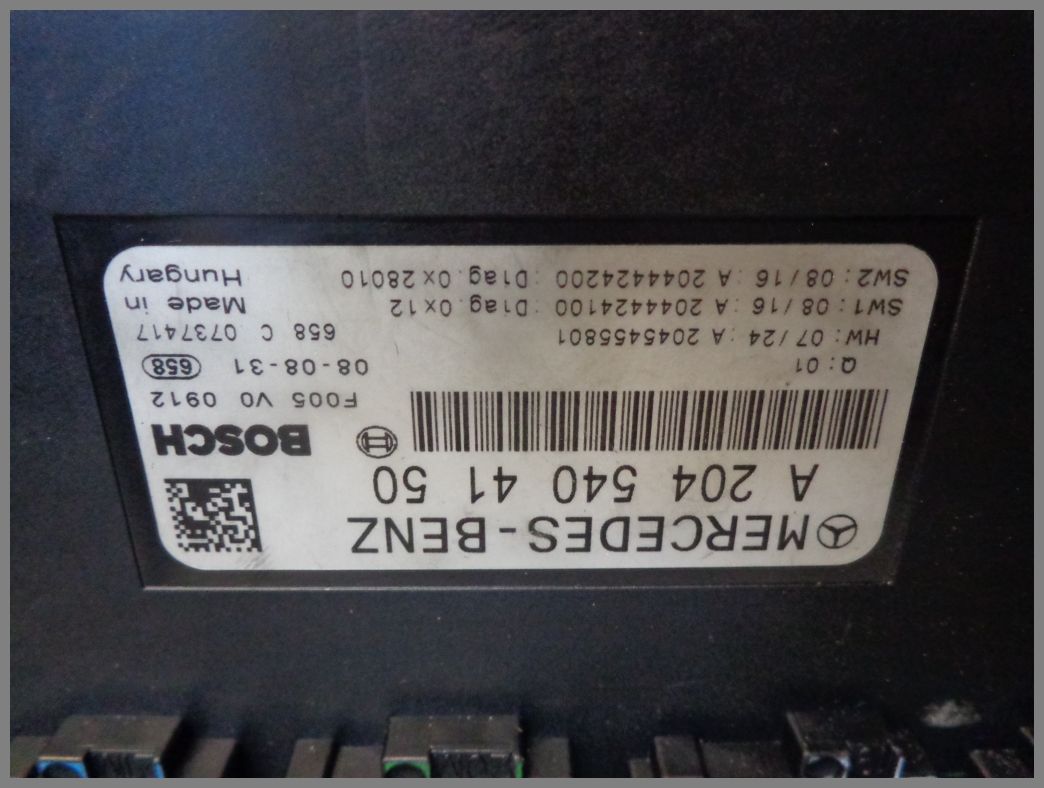 MERCEDES-BENZ
A 204 540 41 50
BOSCH
F005 V0 0912
Q:01
08-08-31 658
HW: 07/24 : A 2045455801
658 C 0737417
SW1: 08/16 : A 2044424100 : Diag. 0x12
Made in
SW2: 08/16 : A 2044424200 : Diag. 0x28010
Hungary